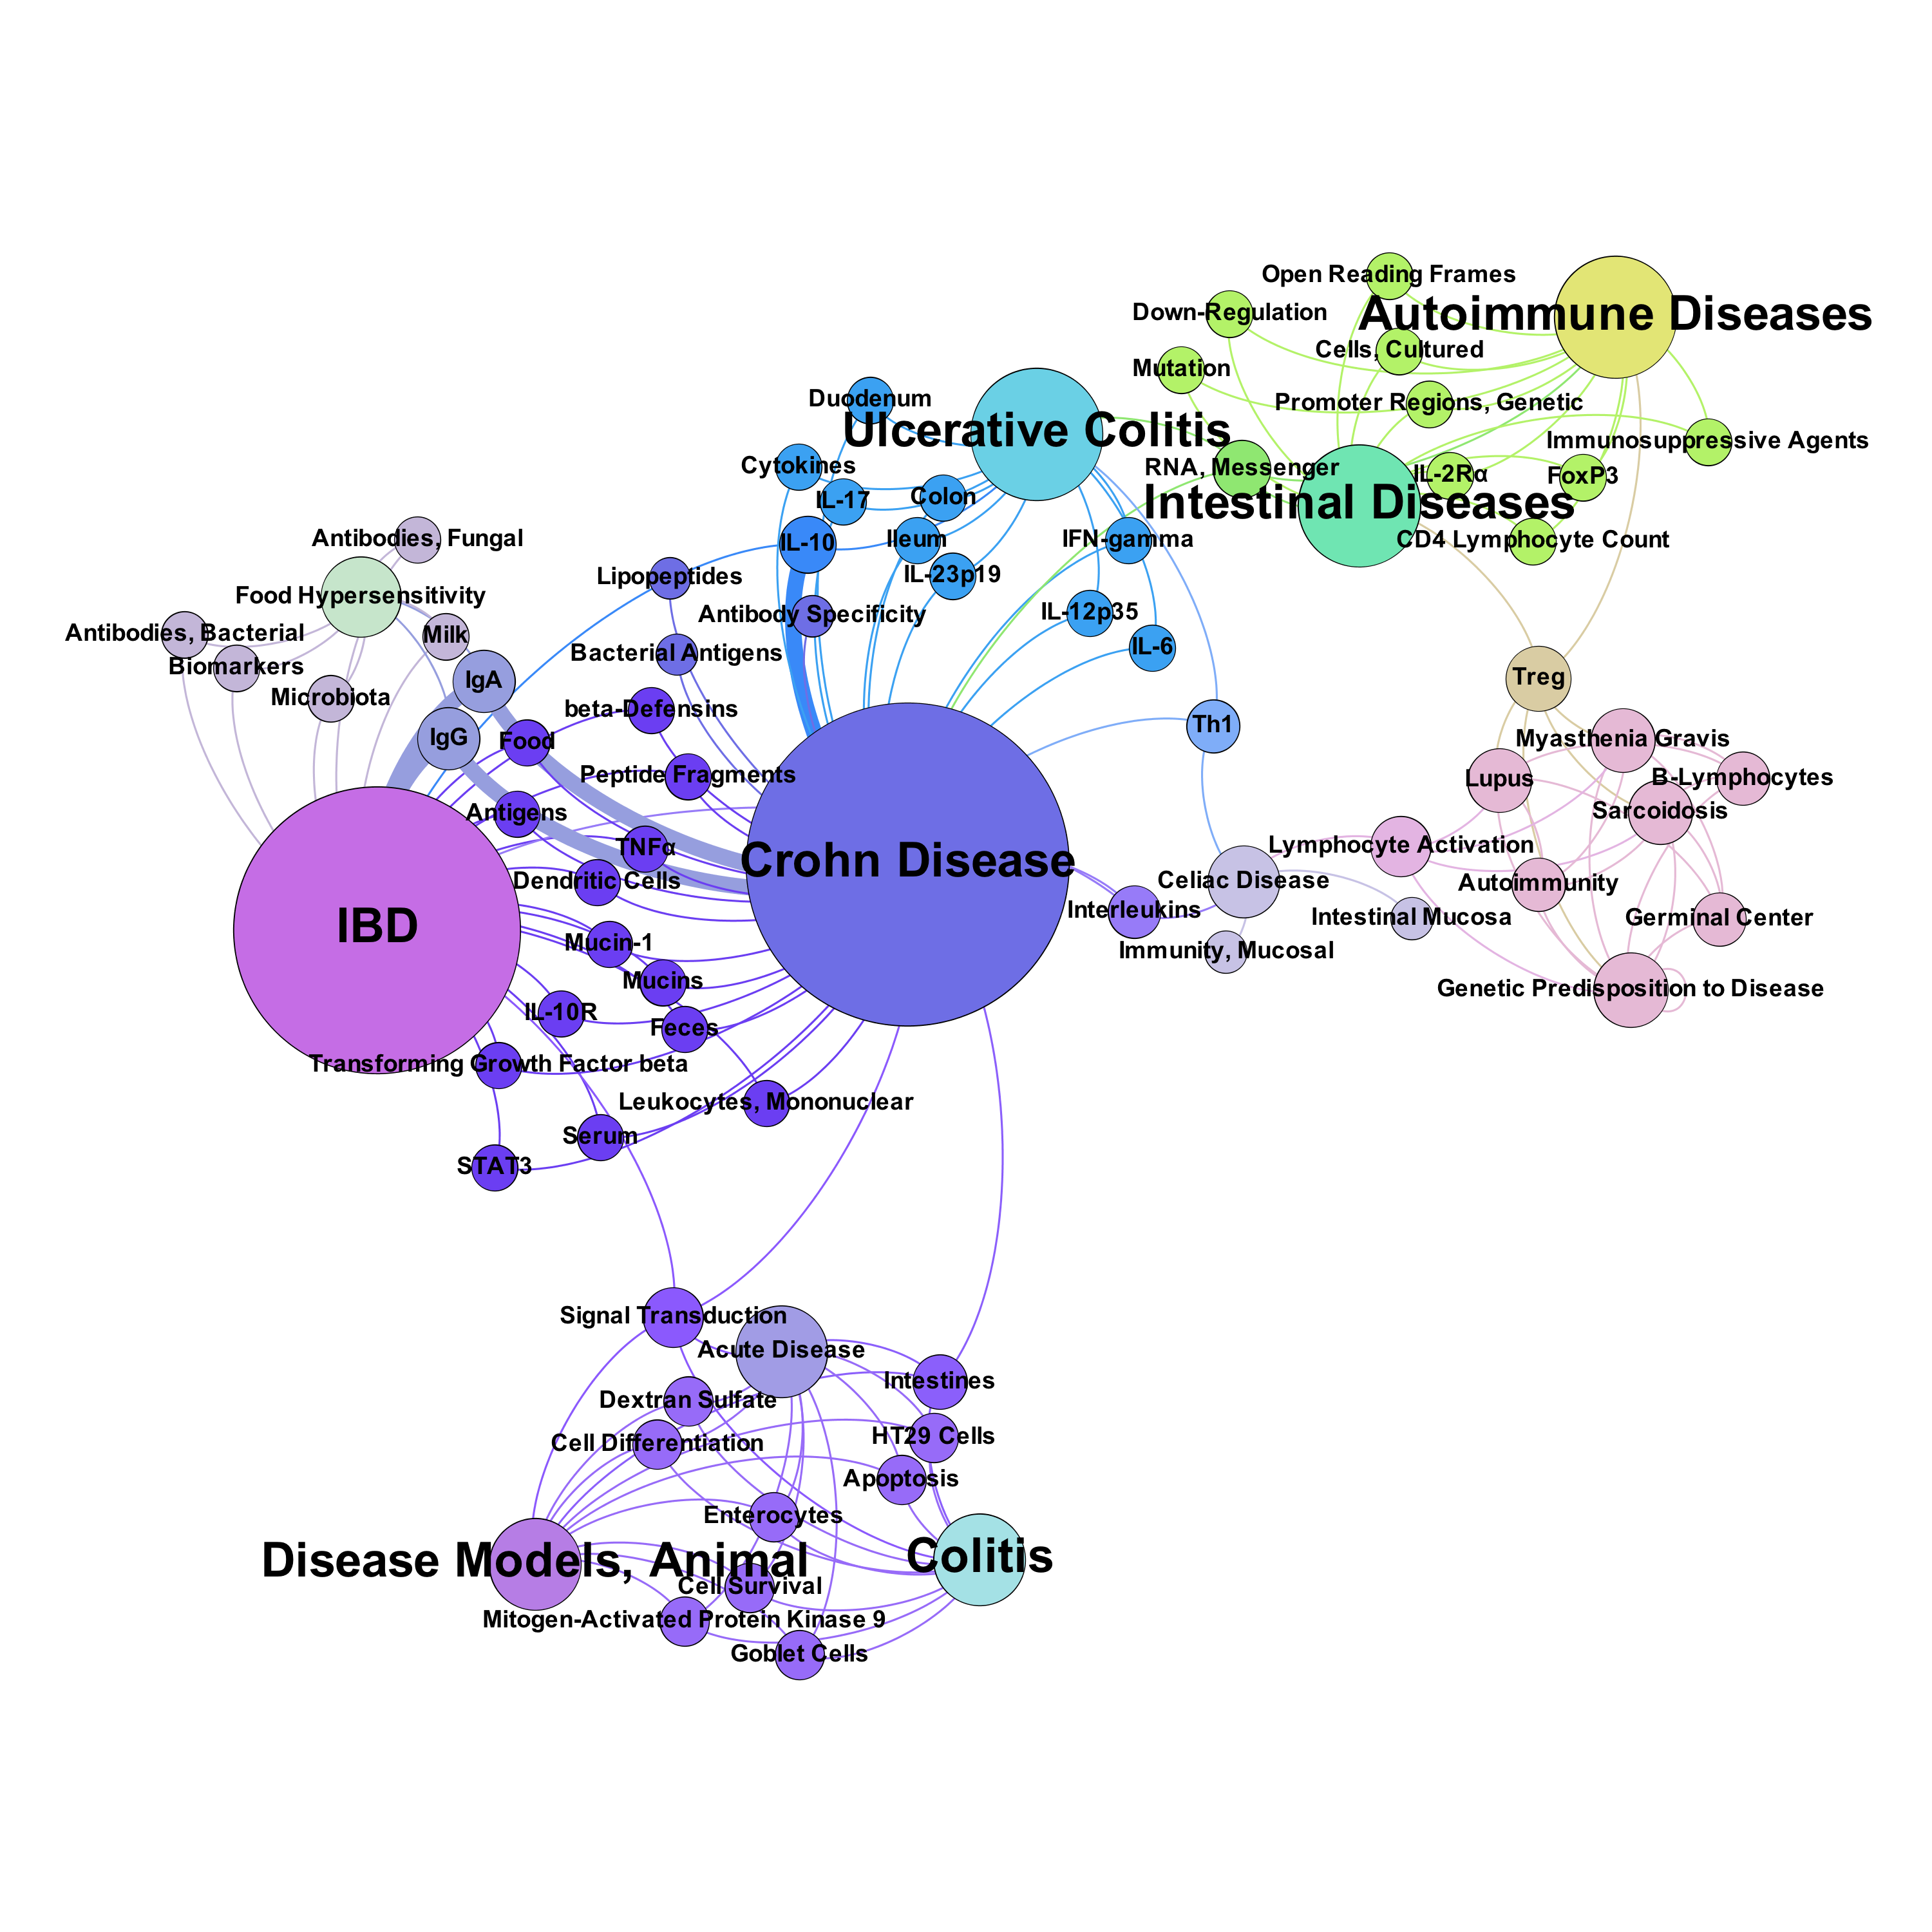 Open Reading Frames
Down-Regulation
Autoimmune Diseases
Cells, Cultured
Mutation
Duodenum
Promoter Regions, Genetic
Ulcerative Colitis
Immunosuppressive Agents
Cytokines
RNA, Messenger
IL-2Rα
FoxP3
IL-17
Colon
Intestinal Diseases
Antibodies, Fungal
IL-10
Ileum
IFN-gamma
CD4 Lymphocyte Count
Lipopeptides
IL-23p19
Food Hypersensitivity
Antibody Specificity
IL-12p35
Antibodies, Bacterial
Milk
Bacterial Antigens
IL-6
Biomarkers
IgA
Treg
Microbiota
beta-Defensins
Th1
IgG
Food
Myasthenia Gravis
Peptide Fragments
Lupus
B-Lymphocytes
Antigens
Sarcoidosis
TNFα
Lymphocyte Activation
Crohn Disease
Dendritic Cells
Celiac Disease
Autoimmunity
Interleukins
Intestinal Mucosa
Germinal Center
IBD
Mucin-1
Immunity, Mucosal
Mucins
Genetic Predisposition to Disease
IL-10R
Feces
Transforming Growth Factor beta
Leukocytes, Mononuclear
Serum
STAT3
Signal Transduction
Acute Disease
Intestines
Dextran Sulfate
HT29 Cells
Cell Differentiation
Apoptosis
Enterocytes
Disease Models, Animal
Colitis
Cell Survival
Mitogen-Activated Protein Kinase 9
Goblet Cells